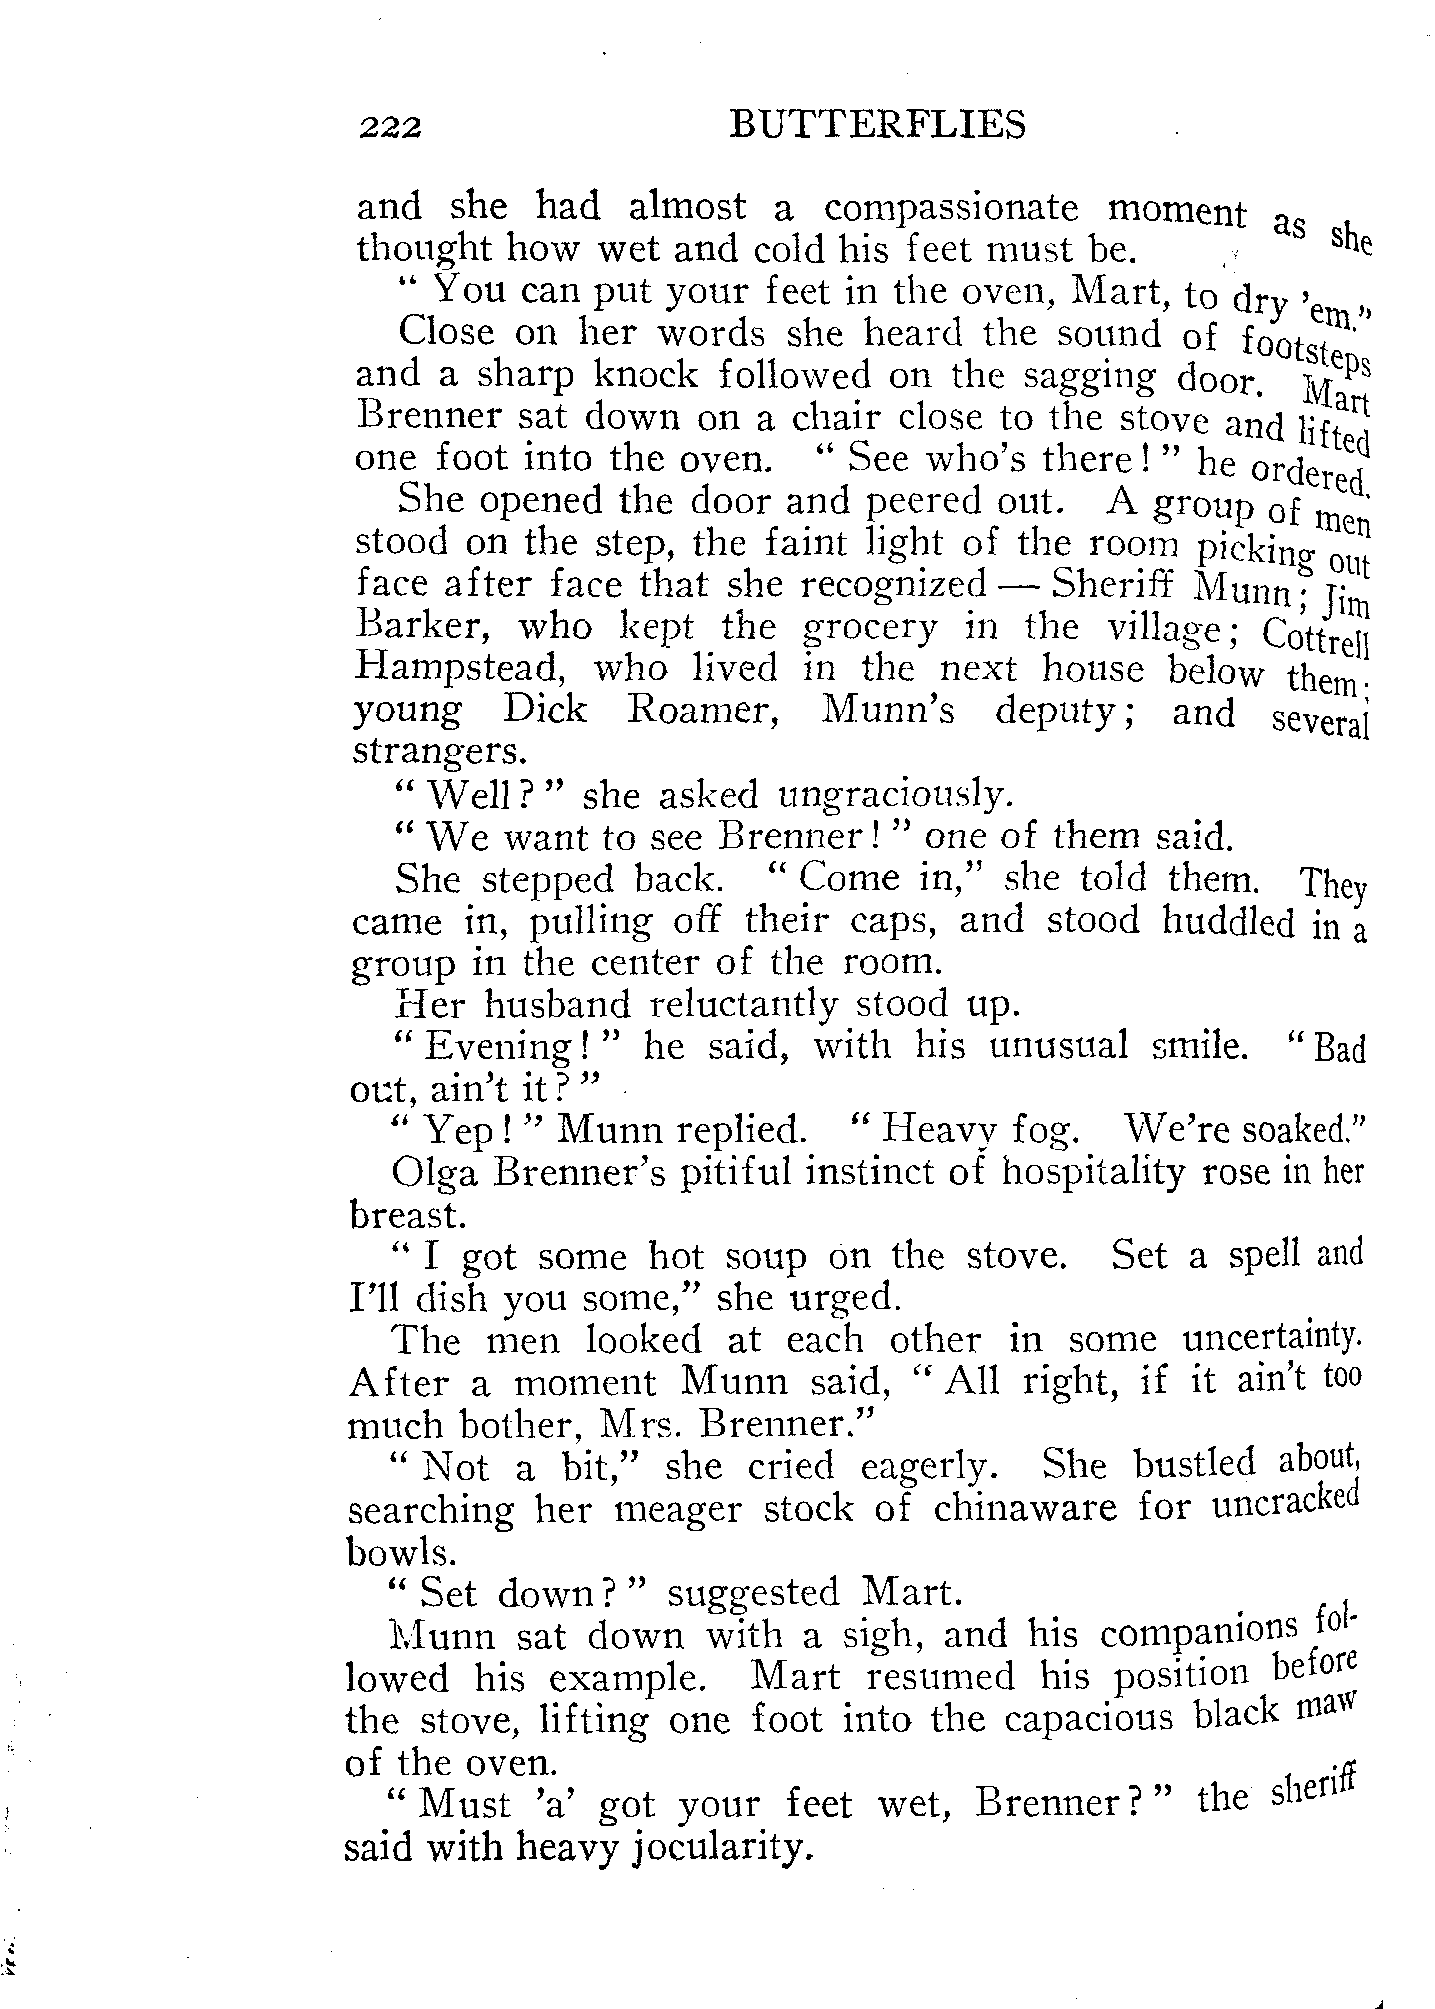 222 BUTTERFLIES
and she had almost a compassionate moment as she
thought how wet and cold his feet must be.
" You can put your feet in the oven, Mart, to dry 'em."
Close on her words she heard the sound of footsteps
and a sharp knock followed on the sagging door. Mart
Brenner sat down on a chair close to the stove and lifted
one foot into the oven. " See who's there! " he ordered.
She opened the door and peered out. A group of men
stood on the step, the faint light of the room picking out
face after face that she recognized — Sheriff Munn; Jim
Barker, who kept the grocery in the village; Cottrell
Hampstead, who lived in the next house below them;
young Dick Roamer, Munn's deputy; and several
strangers.
" Well? " she asked ungraciously.
" We want to see Brenner! " one of them said.
She stepped back. " Come in," she told them. They
came in, pulling off their caps, and stood huddled in a
group in the center of the room.
Her husband reluctantly stood up.
" Evening! " he said, with his unusual smile. " Bad
out, ain't it? "
" Yep! " Munn replied. " Heavy fog. We're soaked."
Olga Brenner's pitiful instinct of hospitality rose in her
breast.
" I got some hot soup on the stove. Set a spell and
I'll dish you some," she urged.
The men looked at each other in some uncertainty.
After a moment Munn said, " All right, if it ain't too
much bother, Mrs. Brenner."
" Not a bit," she cried eagerly. She bustled about,
searching her meager stock of chinaware for uncracked
bowls.
" Set down? " suggested Mart.
Munn sat down with a sigh, and his companions fol-
lowed his example. Mart resumed his position before
the stove, lifting one foot into the capacious black maw
of the oven.
" Must 'a' got your feet wet, Brenner? " the sheriff
said with heavy jocularity.